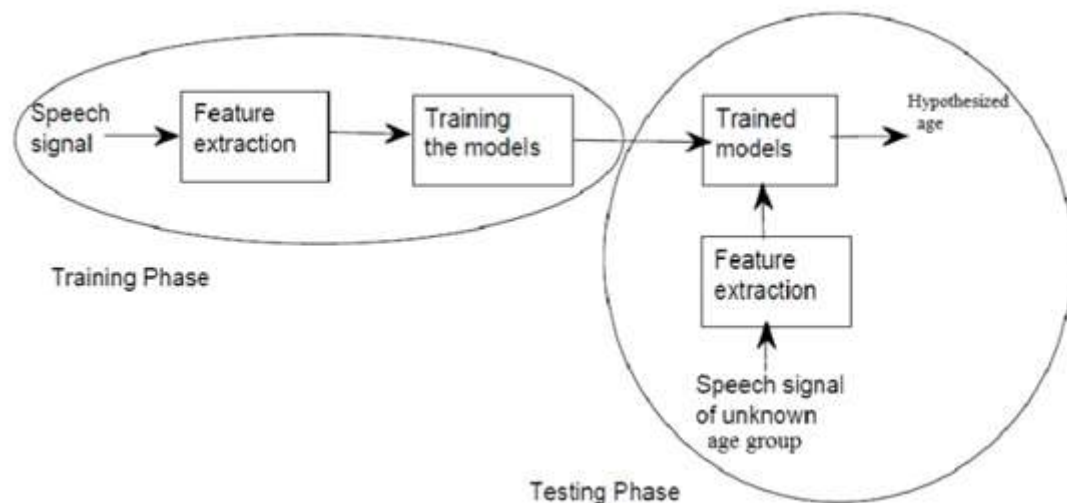 Speech
signal
Feature
extraction
Training
the models
Trained
models
Hypothesized
age
Training Phase
Feature
extraction
Speech signal
of unknown
age group
Testing Phase